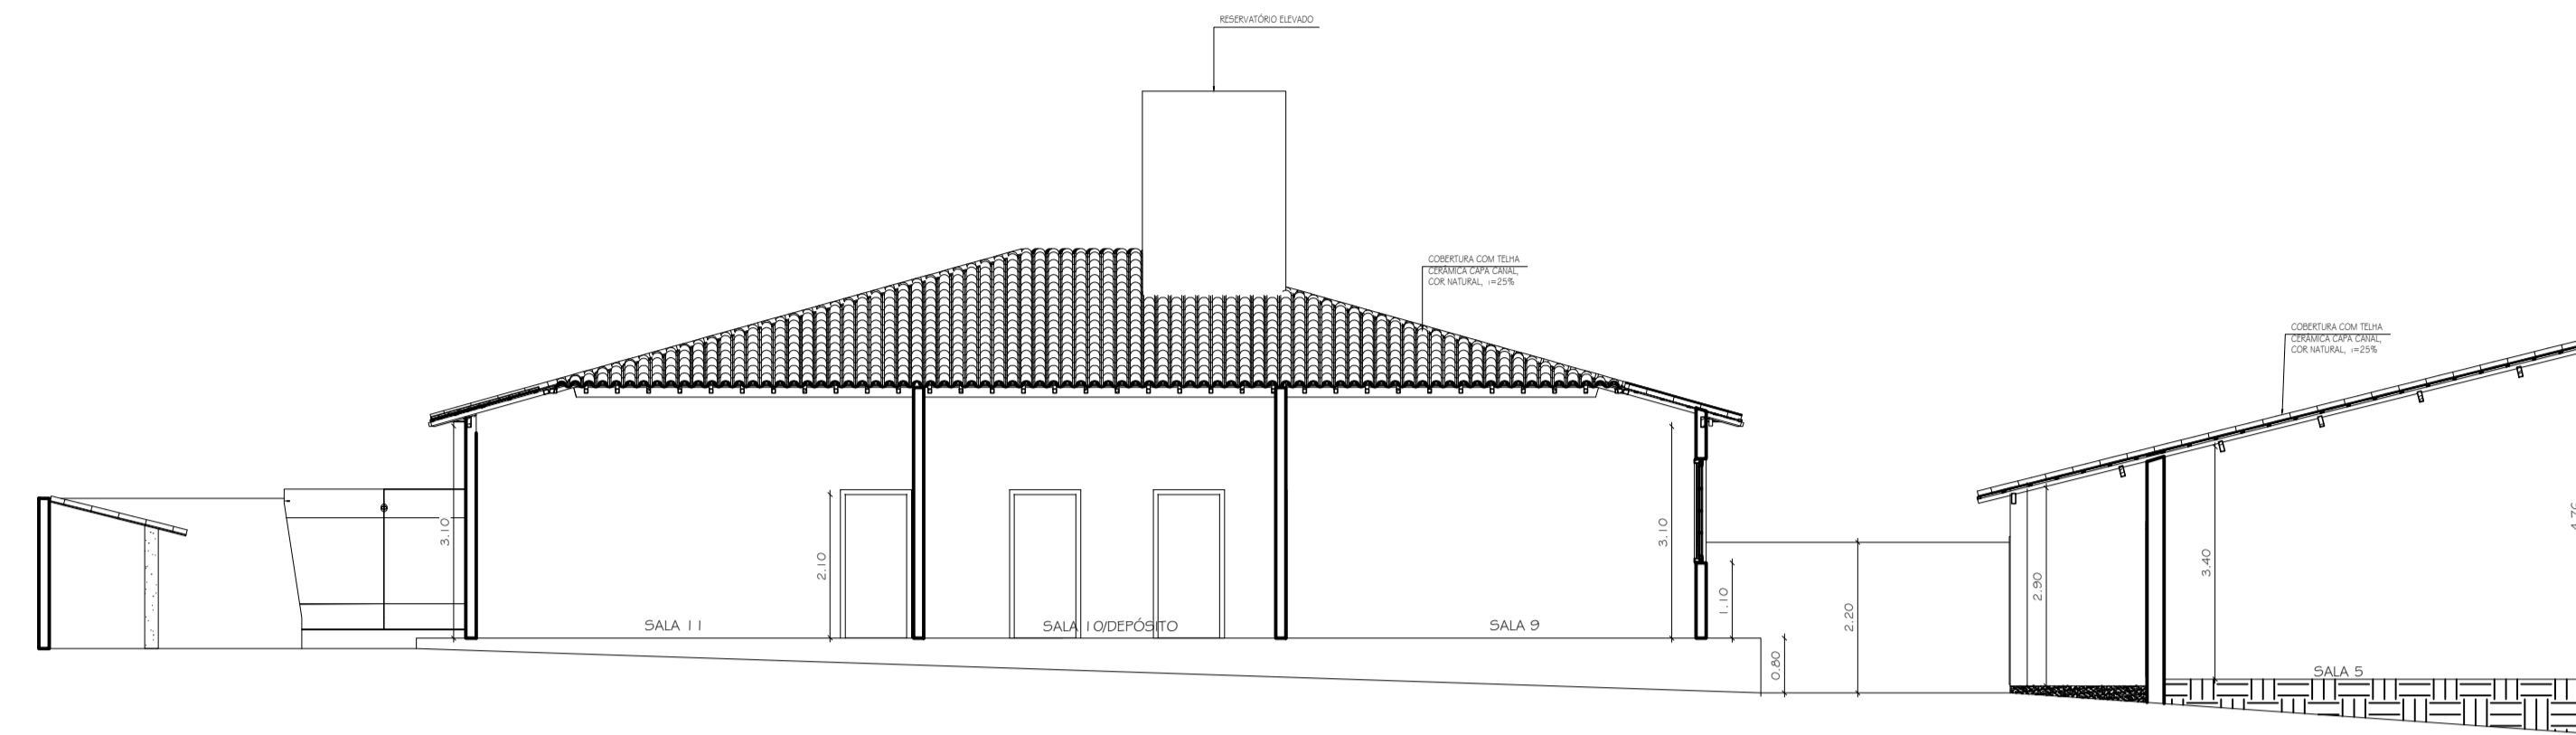 RESERVATÓRIO ELEVADO
COBERTURA COM TELHA
CERÂMICA CAPA CANAL,
COR NATURAL, i=25%
COBERTURA COM TELHA
CERÂMICA CAPA CANAL,
COR NATURAL, i=25%
3.10
2.10
3.10
1.10
0.80
2.20
2.90
3.40
4.76
SALA 11
SALA 10/DEPÓSITO
SALA 9
SALA 5